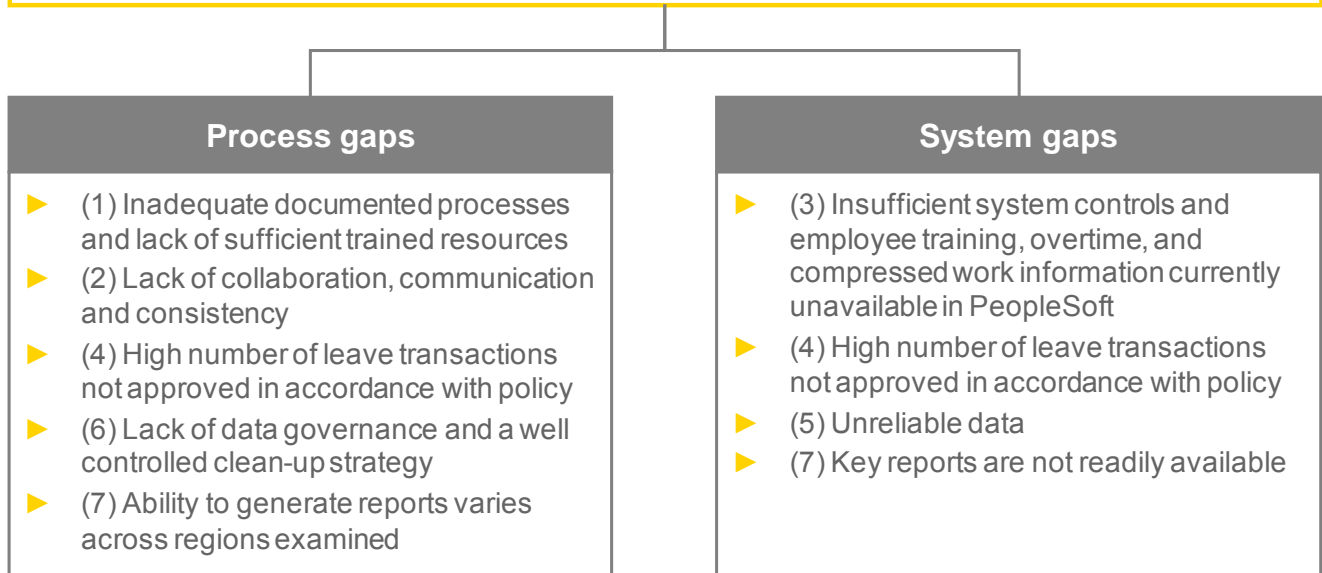 Process gaps
► (1) Inadequate documented processes
and lack of sufficient trained resources
► (2) Lack of collaboration, communication
and consistency
► (4) High number of leave transactions
not approved in accordance with policy
► (6) Lack of data governance and a well
controlled clean-up strategy
► (7) Ability to generate reports varies
across regions examined
System gaps
► (3) Insufficient system controls and
employee training, overtime, and
compressed work information currently
unavailable in PeopleSoft
► (4) High number of leave transactions
not approved in accordance with policy
► (5) Unreliable data
► (7) Key reports are not readily available